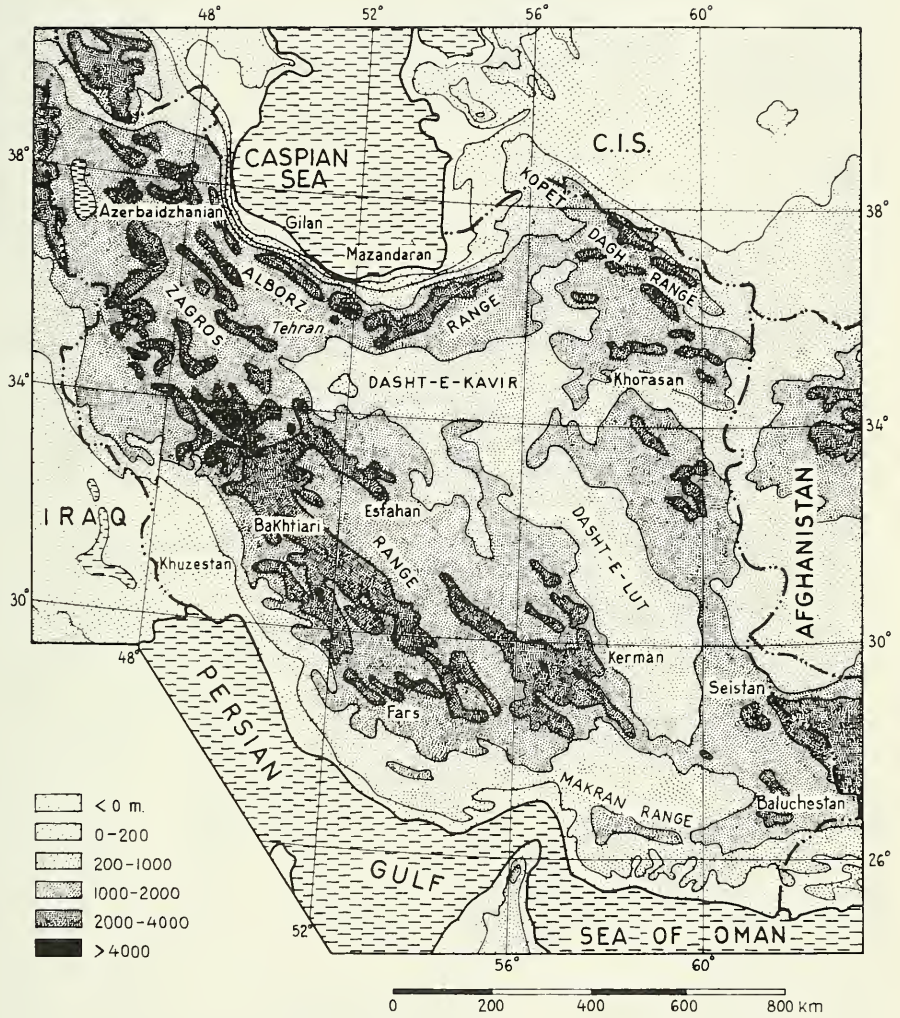 48° 52° 56° 60°
C.I.S.
38°
CASPIAN
SEA
KOPET
38°
Azerbaidzhanian
Gilan
DAGH
Mazandaran
RANGE
ALBORZ
ZAGROS
Tehran
RANGE
DASHT-E-KAVIR
Khorasan
34°
34°
Esfahan
IRAQ
Bakhtiari
DASHT-E-LUT
AFGHANISTAN
RANGE
Khuzestan
30°
30°
48°
Kerman
PERSIAN
Seistan
Fars
MAKRAN RANGE
Baluchestan
< 0 m.
0-200
200-1000
1000-2000
2000-4000
> 4000
26°
GULF
52°
SEA OF OMAN
56° 60°
0 200 400 600 800 km